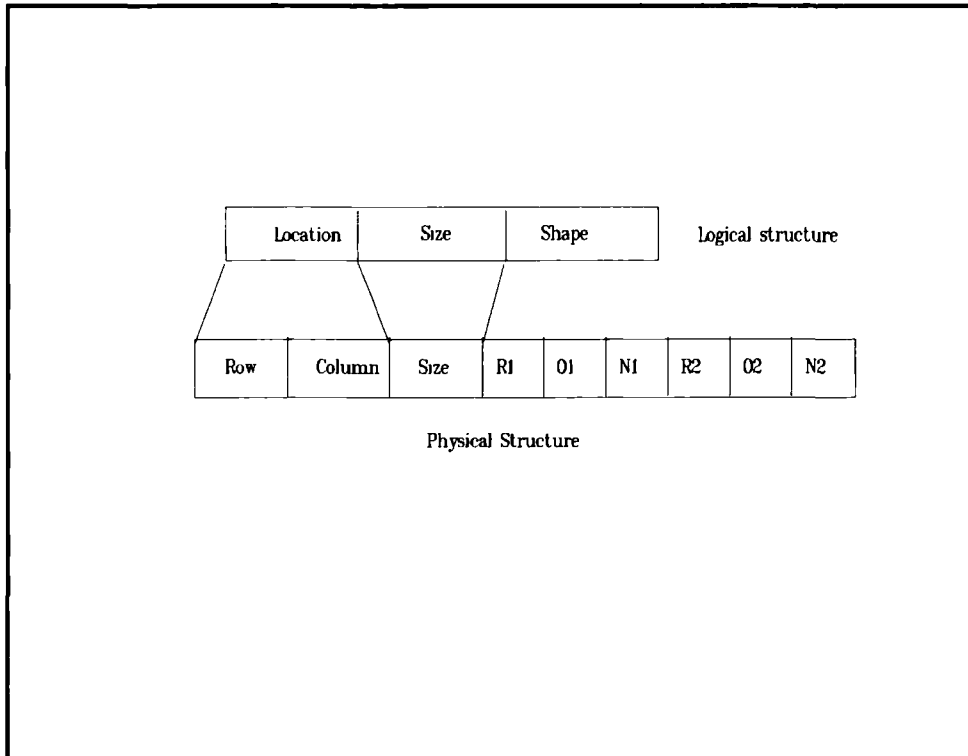 Location Size Shape Logical structure
Row Column Size R1 O1 N1 R2 O2 N2
Physical Structure